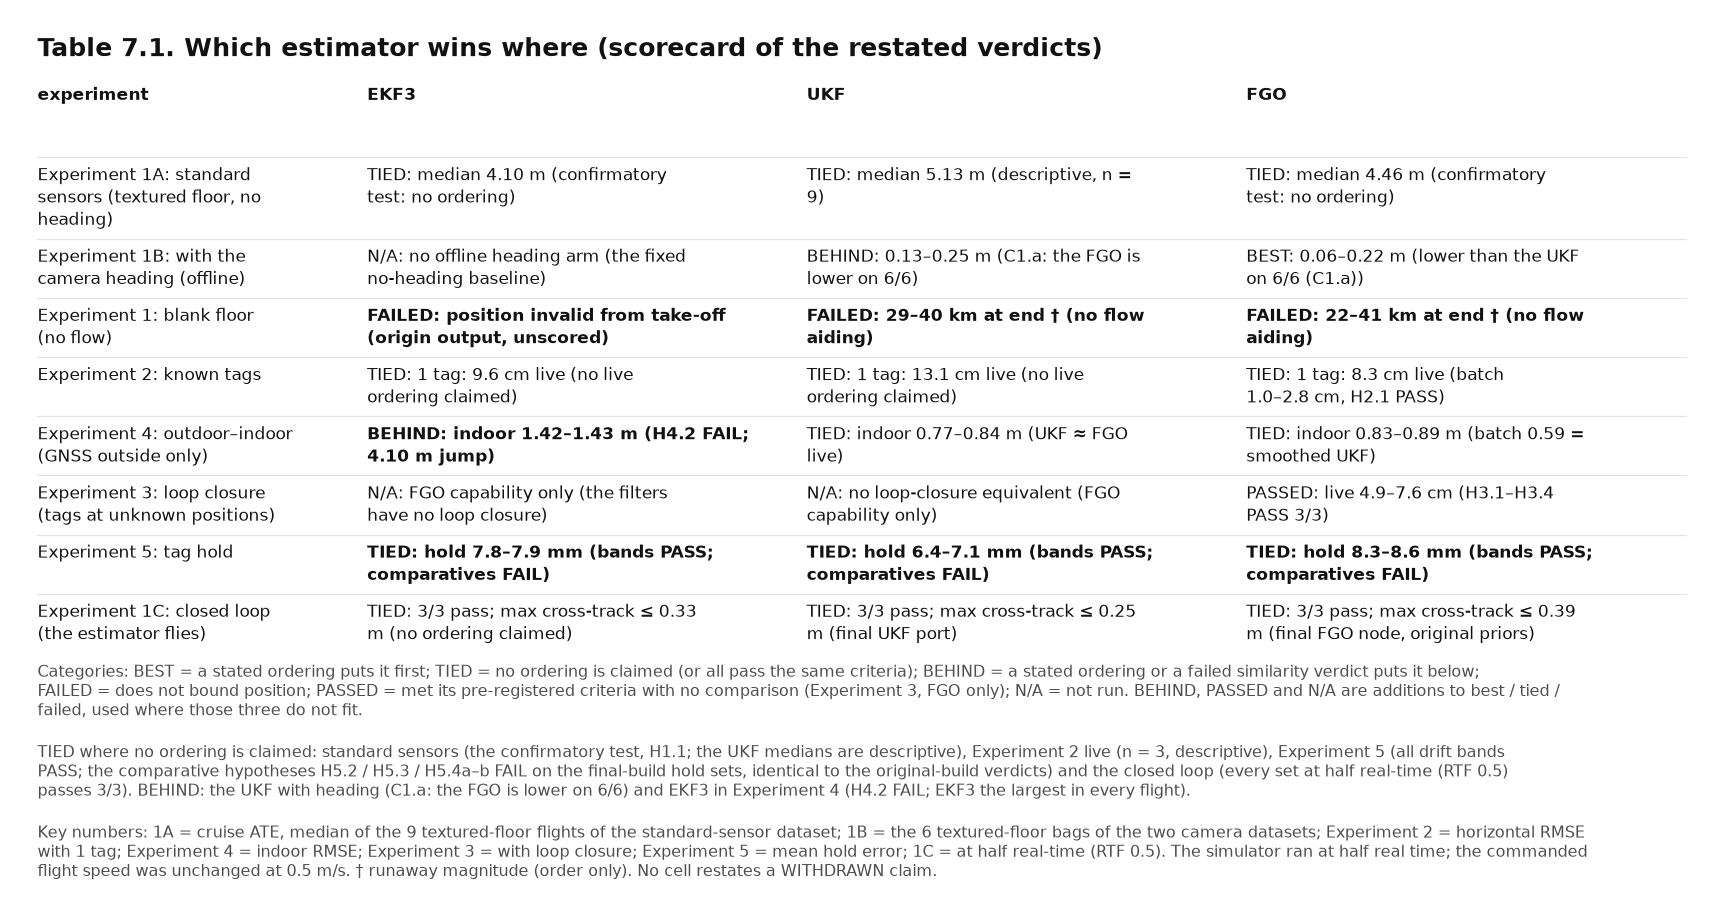 Table 7.1. Which estimator wins where (scorecard of the restated verdicts)
experiment EKF3 UKF FGO
Experiment 1A: standard sensors (textured floor, no heading)
TIED: median 4.10 m (confirmatory test: no ordering)
TIED: median 5.13 m (descriptive, n = 9)
TIED: median 4.46 m (confirmatory test: no ordering)
Experiment 1B: with the camera heading (offline)
N/A: no offline heading arm (the fixed no-heading baseline)
BEHIND: 0.13–0.25 m (C1.a: the FGO is lower on 6/6)
BEST: 0.06–0.22 m (lower than the UKF on 6/6 (C1.a))
Experiment 1: blank floor (no flow)
FAILED: position invalid from take-off (origin output, unscored)
FAILED: 29–40 km at end † (no flow aiding)
FAILED: 22–41 km at end † (no flow aiding)
Experiment 2: known tags
TIED: 1 tag: 9.6 cm live (no live ordering claimed)
TIED: 1 tag: 13.1 cm live (no live ordering claimed)
TIED: 1 tag: 8.3 cm live (batch 1.0–2.8 cm, H2.1 PASS)
Experiment 4: outdoor–indoor (GNSS outside only)
BEHIND: indoor 1.42–1.43 m (H4.2 FAIL; 4.10 m jump)
TIED: indoor 0.77–0.84 m (UKF ≈ FGO live)
TIED: indoor 0.83–0.89 m (batch 0.59 = smoothed UKF)
Experiment 3: loop closure (tags at unknown positions)
N/A: FGO capability only (the filters have no loop closure)
N/A: no loop-closure equivalent (FGO capability only)
PASSED: live 4.9–7.6 cm (H3.1–H3.4 PASS 3/3)
Experiment 5: tag hold
TIED: hold 7.8–7.9 mm (bands PASS; comparatives FAIL)
TIED: hold 6.4–7.1 mm (bands PASS; comparatives FAIL)
TIED: hold 8.3–8.6 mm (bands PASS; comparatives FAIL)
Experiment 1C: closed loop (the estimator flies)
TIED: 3/3 pass; max cross-track ≤ 0.33 m (no ordering claimed)
TIED: 3/3 pass; max cross-track ≤ 0.25 m (final UKF port)
TIED: 3/3 pass; max cross-track ≤ 0.39 m (final FGO node, original priors)
Categories: BEST = a stated ordering puts it first; TIED = no ordering is claimed (or all pass the same criteria); BEHIND = a stated ordering or a failed similarity verdict puts it below;
FAILED = does not bound position; PASSED = met its pre-registered criteria with no comparison (Experiment 3, FGO only); N/A = not run. BEHIND, PASSED and N/A are additions to best / tied /
failed, used where those three do not fit.
TIED where no ordering is claimed: standard sensors (the confirmatory test, H1.1; the UKF medians are descriptive), Experiment 2 live (n = 3, descriptive), Experiment 5 (all drift bands
PASS; the comparative hypotheses H5.2 / H5.3 / H5.4a–b FAIL on the final-build hold sets, identical to the original-build verdicts) and the closed loop (every set at half real-time (RTF 0.5)
passes 3/3). BEHIND: the UKF with heading (C1.a: the FGO is lower on 6/6) and EKF3 in Experiment 4 (H4.2 FAIL; EKF3 the largest in every flight).
Key numbers: 1A = cruise ATE, median of the 9 textured-floor flights of the standard-sensor dataset; 1B = the 6 textured-floor bags of the two camera datasets; Experiment 2 = horizontal RMSE
with 1 tag; Experiment 4 = indoor RMSE; Experiment 3 = with loop closure; Experiment 5 = mean hold error; 1C = at half real-time (RTF 0.5). The simulator ran at half real time; the commanded
flight speed was unchanged at 0.5 m/s. † runaway magnitude (order only). No cell restates a WITHDRAWN claim.